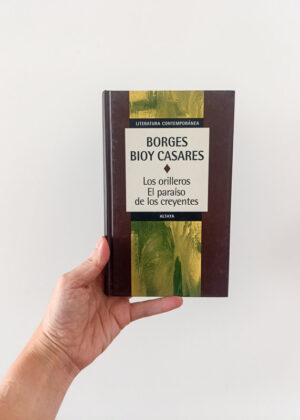 LITERATURA CONTEMPORÁNEA
BORGES
BIOY CASARES
Los orilleros
El paraíso
de los creyentes
ALTAYA